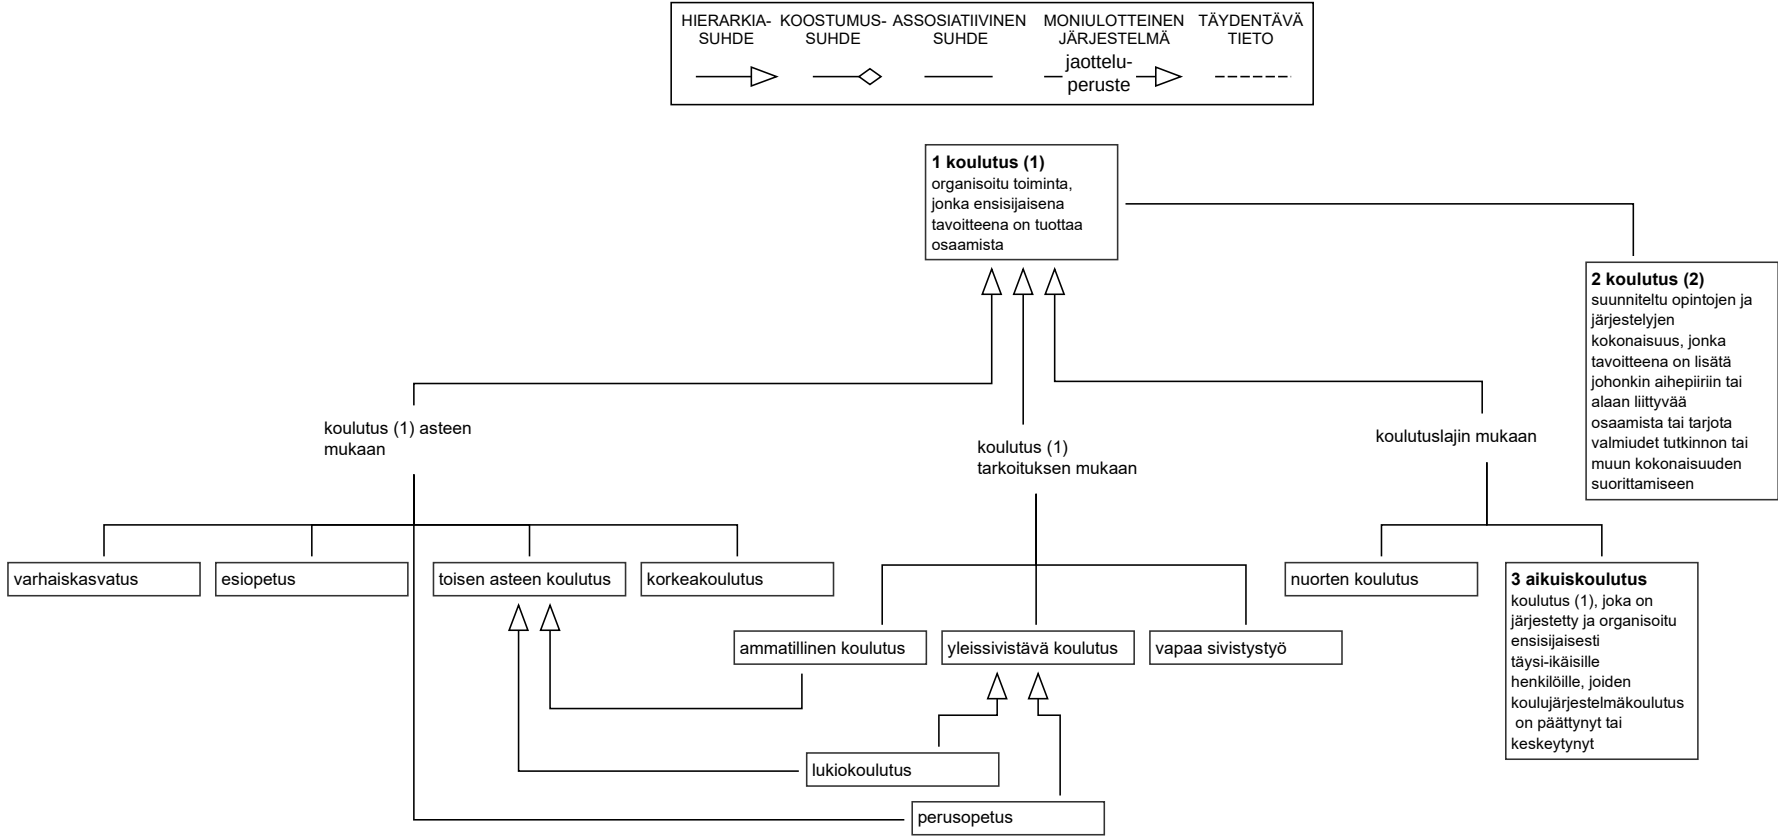 HIERARKIA-
SUHDE
KOOSTUMUS-
SUHDE
ASSOSIATIIVINEN
SUHDE
MONIULOTTEINEN
JÄRJESTELMÄ
TÄYDENTÄVÄ
TIETO
jaottelu-
peruste
1 koulutus (1)
organisoitu toiminta,
jonka ensisijaisena
tavoitteena on tuottaa
osaamista
2 koulutus (2)
suunniteltu opintojen ja
järjestelyjen
kokonaisuus, jonka
tavoitteena on lisätä
johonkin aihepiiriin tai
alaan liittyvää
osaamista tai tarjota
valmiudet tutkinnon tai
muun kokonaisuuden
suorittamiseen
koulutus (1) asteen
mukaan
koulutus (1)
tarkoituksen mukaan
koulutuslajin mukaan
varhaiskasvatus
esiopetus
toisen asteen koulutus
korkeakoulutus
nuorten koulutus
3 aikuiskoulutus
koulutus (1), joka on
järjestetty ja organisoitu
ensisijaisesti
täysi-ikäisille
henkilöille, joiden
koulujärjestelmäkoulutus
on päättynyt tai
keskeytynyt
ammatillinen koulutus
yleissivistävä koulutus
vapaa sivistystyö
lukiokoulutus
perusopetus